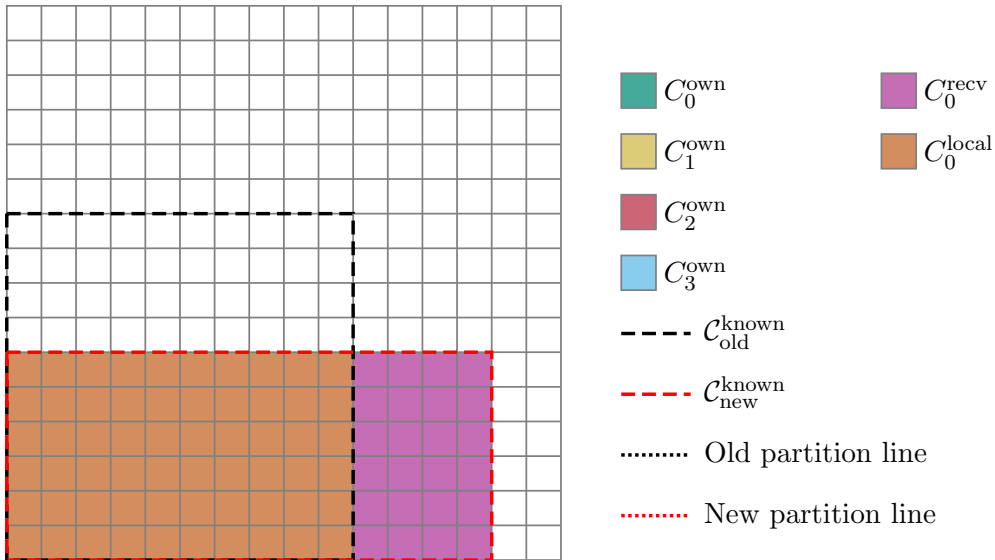 C_0^own
C_1^own
C_2^own
C_3^own
𝒞_old^known
𝒞_new^known
Old partition line
New partition line
C_0^recv
C_0^local